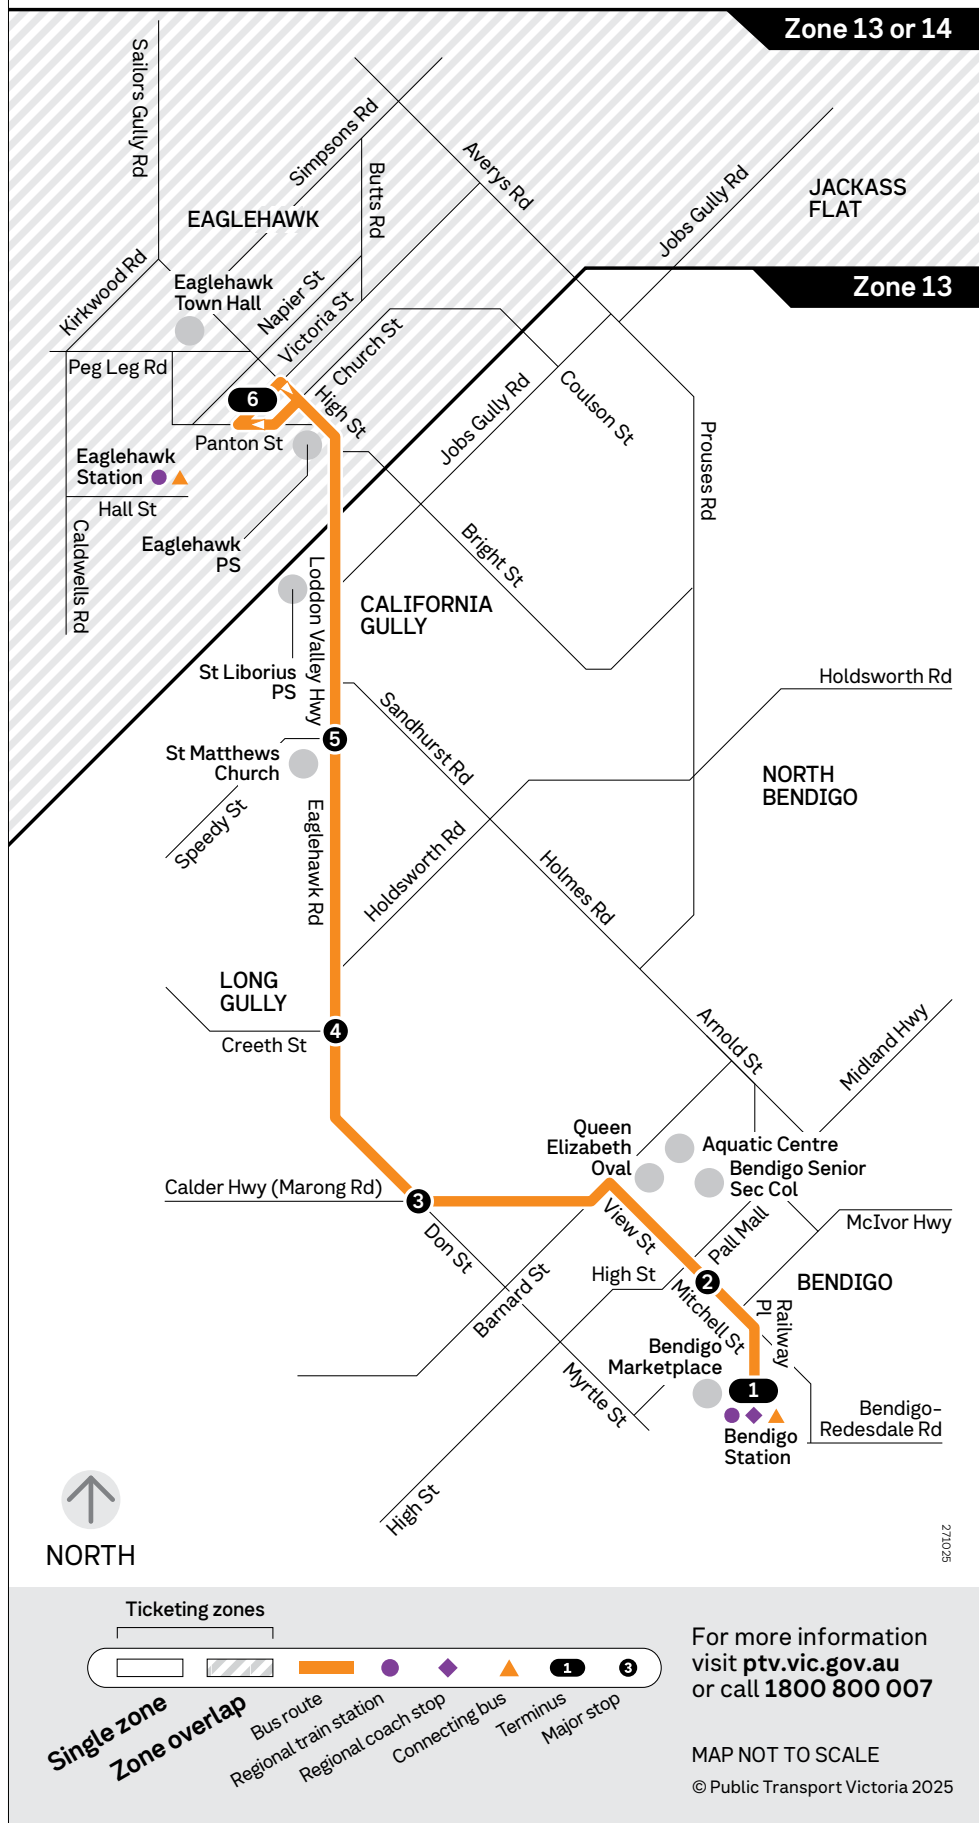 Zone 13 or 14
Sailors Gully Rd
Simpsons Rd
Averys Rd
Butts Rd
Jobs Gully Rd
JACKASS
FLAT
EAGLEHAWK
Kirkwood Rd
Eaglehawk
Town Hall
Napier St
Victoria St
Zone 13
Church St
Peg Leg Rd
6
High St
Coulson St
Jobs Gully Rd
Panton St
Prouses Rd
Eaglehawk
Station
Hall St
Eaglehawk
PS
Caldwells Rd
Bright St
Loddon Valley Hwy
CALIFORNIA
GULLY
St Liborius
PS
Holdsworth Rd
Sandhurst Rd
5
St Matthews
Church
NORTH
BENDIGO
Speedy St
Eaglehawk Rd
Holdsworth Rd
Holmes Rd
LONG
GULLY
4
Creeth St
Arnold St
Midland Hwy
Queen
Elizabeth
Oval
Aquatic Centre
Bendigo Senior
Sec Col
Calder Hwy (Marong Rd)
3
View St
Pall Mall
McIvor Hwy
Don St
Barnard St
High St
2
BENDIGO
Mitchell St
Railway
Pl
Bendigo
Marketplace
Myrtle St
1
Bendigo
Station
Bendigo-
Redesdale Rd
High St
NORTH
271025
Ticketing zones
1
3
Single zone
Zone overlap
Bus route
Regional train station
Regional coach stop
Connecting bus
Terminus
Major stop
For more information
visit ptv.vic.gov.au
or call 1800 800 007
MAP NOT TO SCALE
© Public Transport Victoria 2025